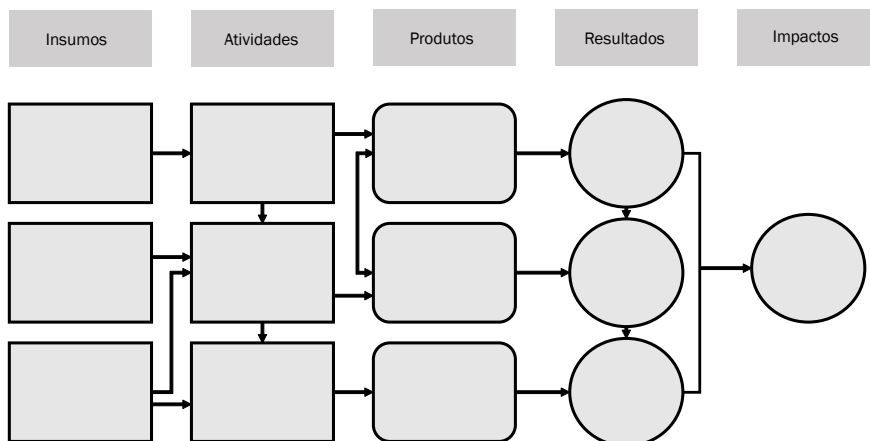 Insumos
Atividades
Produtos
Resultados
Impactos